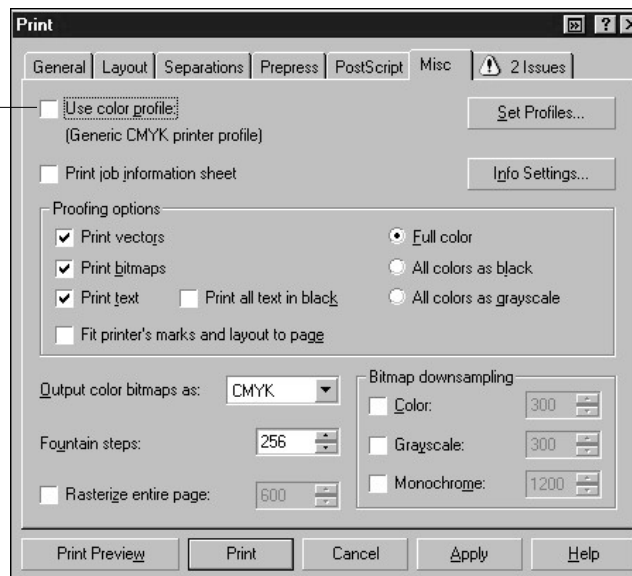 Print
General Layout Separations Prepress PostScript Misc 2 Issues
Use color profile: Set Profiles...
(Generic CMYK printer profile)
Print job information sheet Info Settings...
Proofing options
Print vectors Full color
Print bitmaps All colors as black
Print text Print all text in black All colors as grayscale
Fit printer's marks and layout to page
Output color bitmaps as: CMYK Bitmap downsampling
Color: 300
Fountain steps: 256 Grayscale: 300
Rasterize entire page: 600 Monochrome: 1200
Print Preview Print Cancel Apply Help